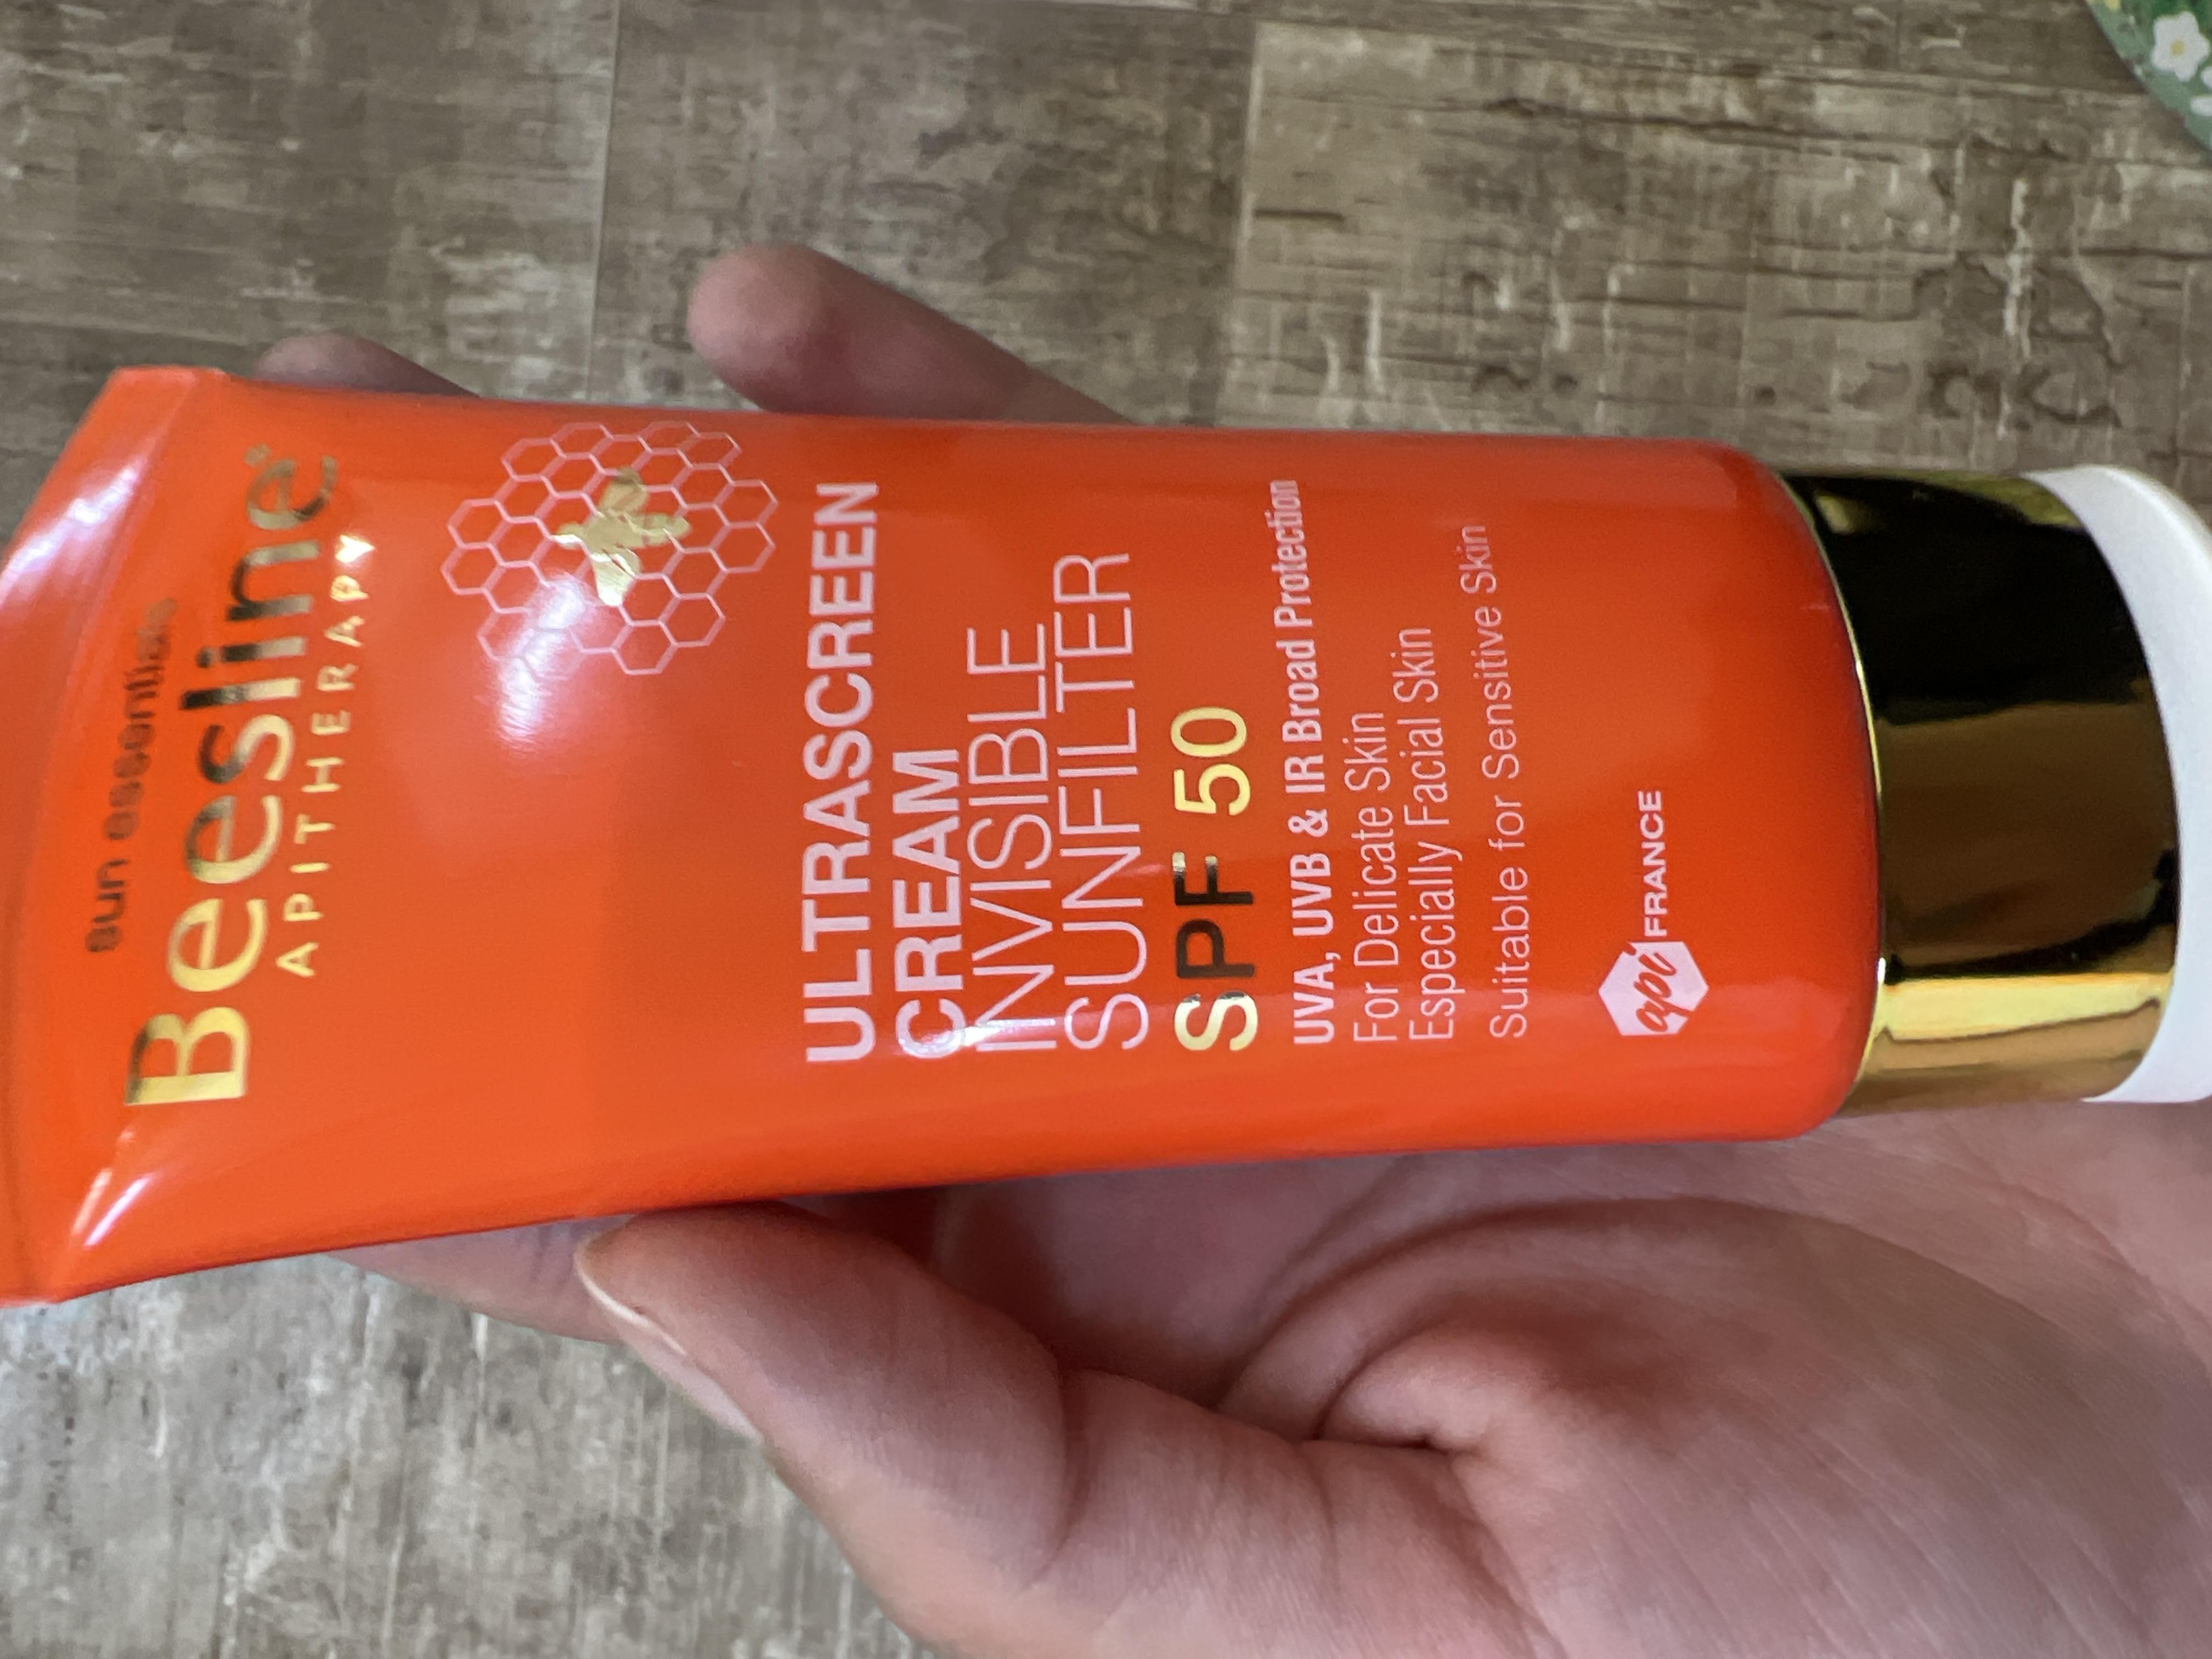 sun essentials
Beesline®
APITHERAPY
ULTRASCREEN
CREAM
INVISIBLE
SUNFILTER
SPF 50
UVA, UVB & IR Broad Protection
For Delicate Skin
Especially Facial Skin
Suitable for Sensitive Skin
api FRANCE